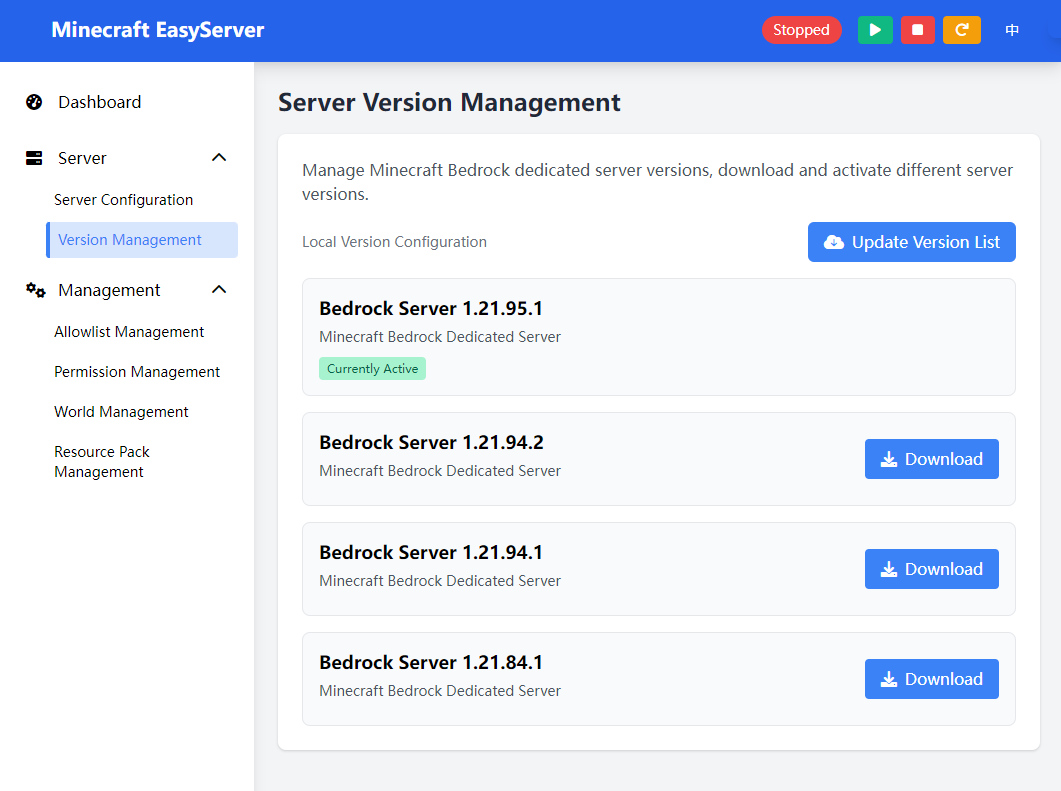 Minecraft EasyServer
Stopped
中
Dashboard
Server
Server Configuration
Version Management
Management
Allowlist Management
Permission Management
World Management
Resource Pack
Management
Server Version Management
Manage Minecraft Bedrock dedicated server versions, download and activate different server
versions.
Local Version Configuration
Update Version List
Bedrock Server 1.21.95.1
Minecraft Bedrock Dedicated Server
Currently Active
Bedrock Server 1.21.94.2
Minecraft Bedrock Dedicated Server
Download
Bedrock Server 1.21.94.1
Minecraft Bedrock Dedicated Server
Download
Bedrock Server 1.21.84.1
Minecraft Bedrock Dedicated Server
Download